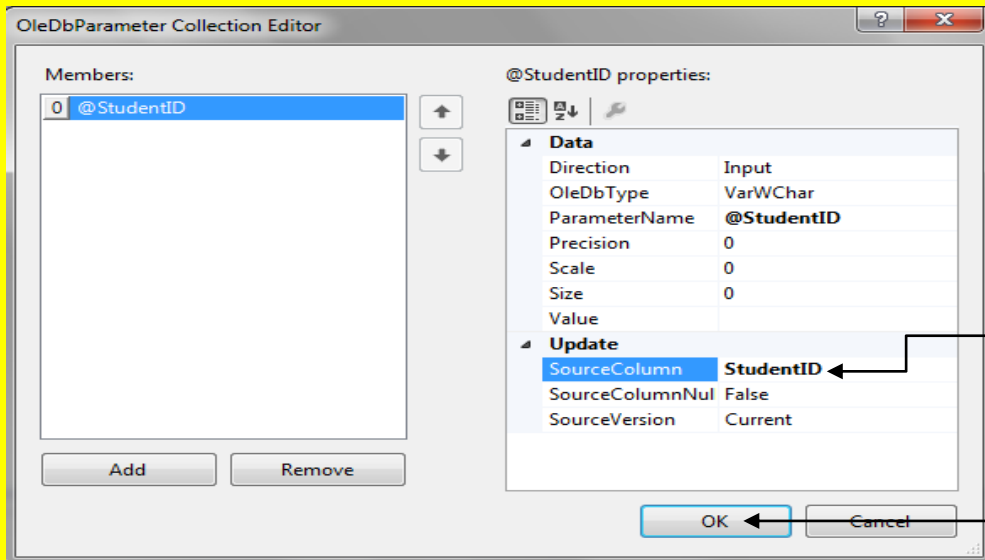 OleDbParameter Collection Editor
Members:
0 @StudentID
Add Remove
@StudentID properties:
Data
Direction Input
OleDbType VarWChar
ParameterName @StudentID
Precision 0
Scale 0
Size 0
Value
Update
SourceColumn StudentID
SourceColumnNul False
SourceVersion Current
OK Cancel